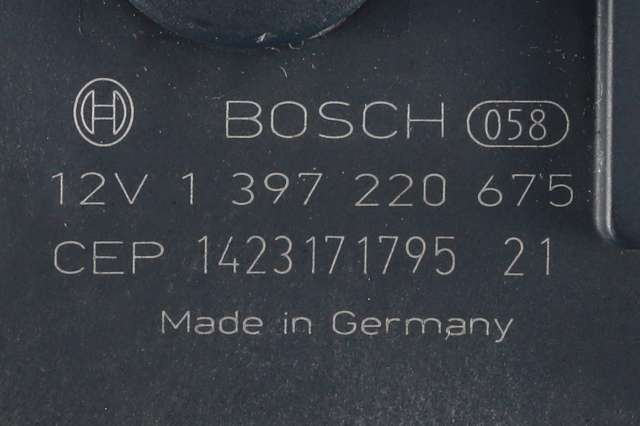 BOSCH 058
12V 1 397 220 675
CEP 1423171795 21
Made in Germany